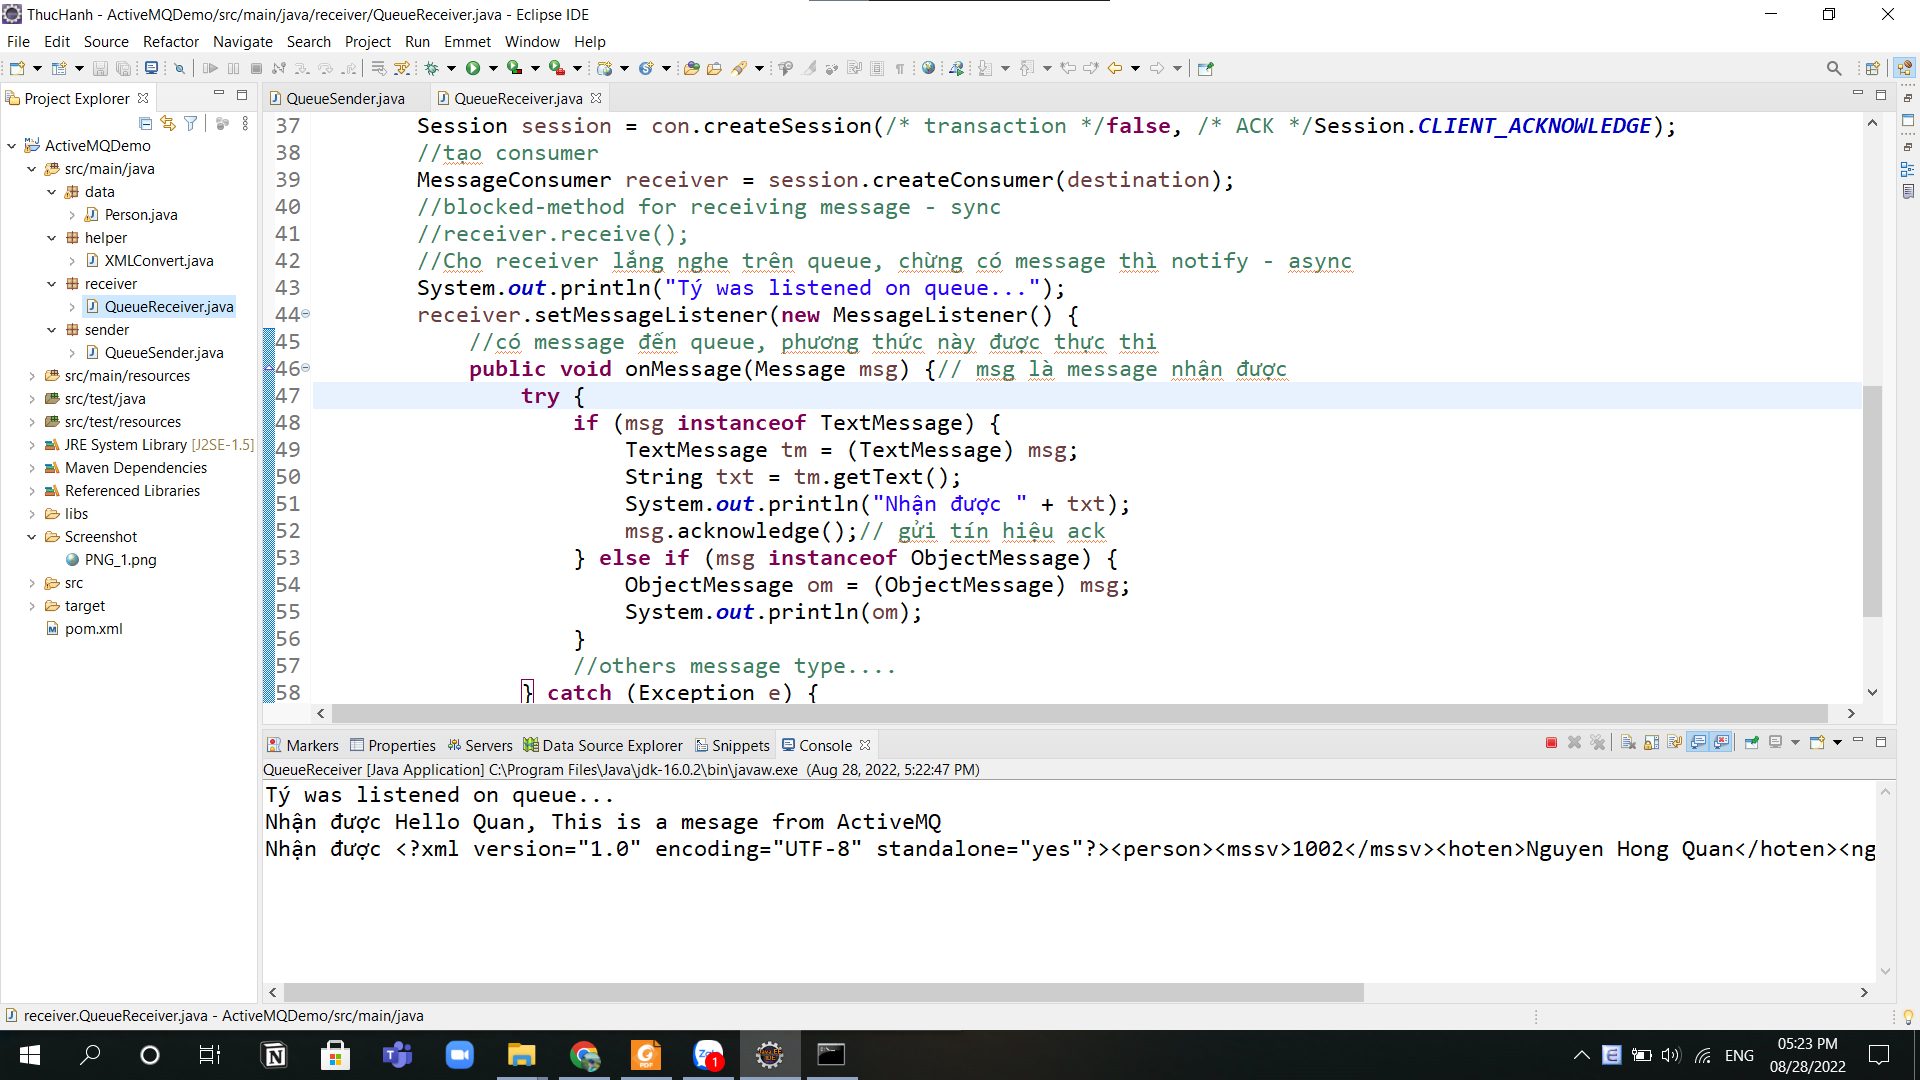 ThucHanh - ActiveMQDemo/src/main/java/receiver/QueueReceiver.java - Eclipse IDE
File Edit Source Refactor Navigate Search Project Run Emmet Window Help
Project Explorer
ActiveMQDemo
src/main/java
data
Person.java
helper
XMLConvert.java
receiver
QueueReceiver.java
sender
QueueSender.java
src/main/resources
src/test/java
src/test/resources
JRE System Library [J2SE-1.5]
Maven Dependencies
Referenced Libraries
libs
Screenshot
PNG_1.png
src
target
pom.xml
QueueSender.java QueueReceiver.java
37 Session session = con.createSession(/* transaction */false, /* ACK */Session.CLIENT_ACKNOWLEDGE);
38 //tạo consumer
39 MessageConsumer receiver = session.createConsumer(destination);
40 //blocked-method for receiving message - sync
41 //receiver.receive();
42 //Cho receiver lắng nghe trên queue, chừng có message thì notify - async
43 System.out.println("Tý was listened on queue...");
44 receiver.setMessageListener(new MessageListener() {
45 //có message đến queue, phương thức này được thực thi
46 public void onMessage(Message msg) {// msg là message nhận được
47 try {
48 if (msg instanceof TextMessage) {
49 TextMessage tm = (TextMessage) msg;
50 String txt = tm.getText();
51 System.out.println("Nhận được " + txt);
52 msg.acknowledge();// gửi tín hiệu ack
53 } else if (msg instanceof ObjectMessage) {
54 ObjectMessage om = (ObjectMessage) msg;
55 System.out.println(om);
56 }
57 //others message type....
58 } catch (Exception e) {
Markers Properties Servers Data Source Explorer Snippets Console
QueueReceiver [Java Application] C:\Program Files\Java\jdk-16.0.2\bin\javaw.exe (Aug 28, 2022, 5:22:47 PM)
Tý was listened on queue...
Nhận được Hello Quan, This is a mesage from ActiveMQ
Nhận được <?xml version="1.0" encoding="UTF-8" standalone="yes"?><person><mssv>1002</mssv><hoten>Nguyen Hong Quan</hoten><ng
receiver.QueueReceiver.java - ActiveMQDemo/src/main/java
ENG
05:23 PM
08/28/2022